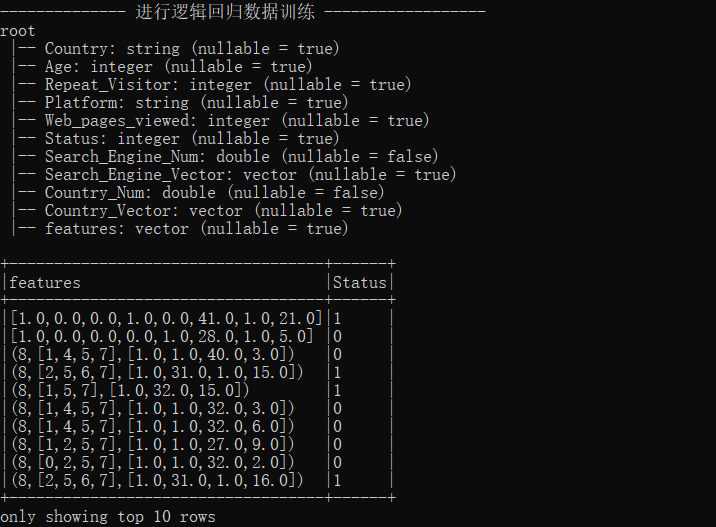 -------------- 进行逻辑回归数据训练 ------------------
root
 |-- Country: string (nullable = true)
 |-- Age: integer (nullable = true)
 |-- Repeat_Visitor: integer (nullable = true)
 |-- Platform: string (nullable = true)
 |-- Web_pages_viewed: integer (nullable = true)
 |-- Status: integer (nullable = true)
 |-- Search_Engine_Num: double (nullable = false)
 |-- Search_Engine_Vector: vector (nullable = true)
 |-- Country_Num: double (nullable = false)
 |-- Country_Vector: vector (nullable = true)
 |-- features: vector (nullable = true)

+-----------------------------------+------+
|features                           |Status|
+-----------------------------------+------+
|[1.0,0.0,0.0,1.0,0.0,41.0,1.0,21.0]|1     |
|[1.0,0.0,0.0,0.0,1.0,28.0,1.0,5.0] |0     |
|(8,[1,4,5,7],[1.0,1.0,40.0,3.0])   |0     |
|(8,[2,5,6,7],[1.0,31.0,1.0,15.0])  |1     |
|(8,[1,5,7],[1.0,32.0,15.0])        |1     |
|(8,[1,4,5,7],[1.0,1.0,32.0,3.0])   |0     |
|(8,[1,4,5,7],[1.0,1.0,32.0,6.0])   |0     |
|(8,[1,2,5,7],[1.0,1.0,27.0,9.0])   |0     |
|(8,[0,2,5,7],[1.0,1.0,32.0,2.0])   |0     |
|(8,[2,5,6,7],[1.0,31.0,1.0,16.0])  |1     |
+-----------------------------------+------+
only showing top 10 rows